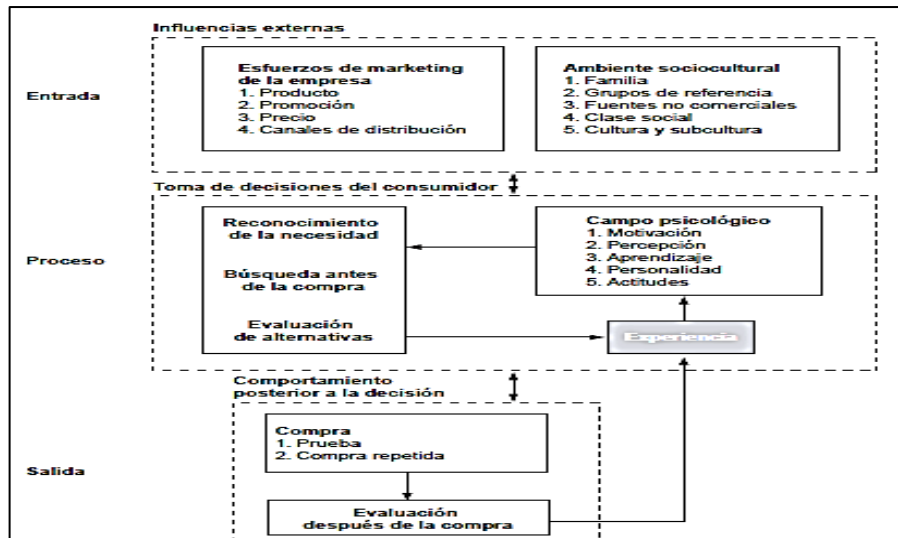 Influencias externas
Entrada
Esfuerzos de marketing
de la empresa
1. Producto
2. Promoción
3. Precio
4. Canales de distribución
Ambiente sociocultural
1. Familia
2. Grupos de referencia
3. Fuentes no comerciales
4. Clase social
5. Cultura y subcultura
Toma de decisiones del consumidor
Proceso
Reconocimiento
de la necesidad
Búsqueda antes
de la compra
Evaluación
de alternativas
Campo psicológico
1. Motivación
2. Percepción
3. Aprendizaje
4. Personalidad
5. Actitudes
Experiencia
Comportamiento
posterior a la decisión
Salida
Compra
1. Prueba
2. Compra repetida
Evaluación
después de la compra